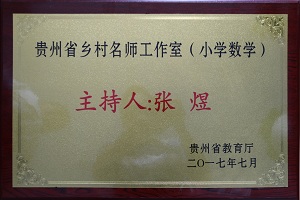 贵州省乡村名师工作室（小学数学）
主持人:张 煜
贵州省教育厅
二〇一七年七月